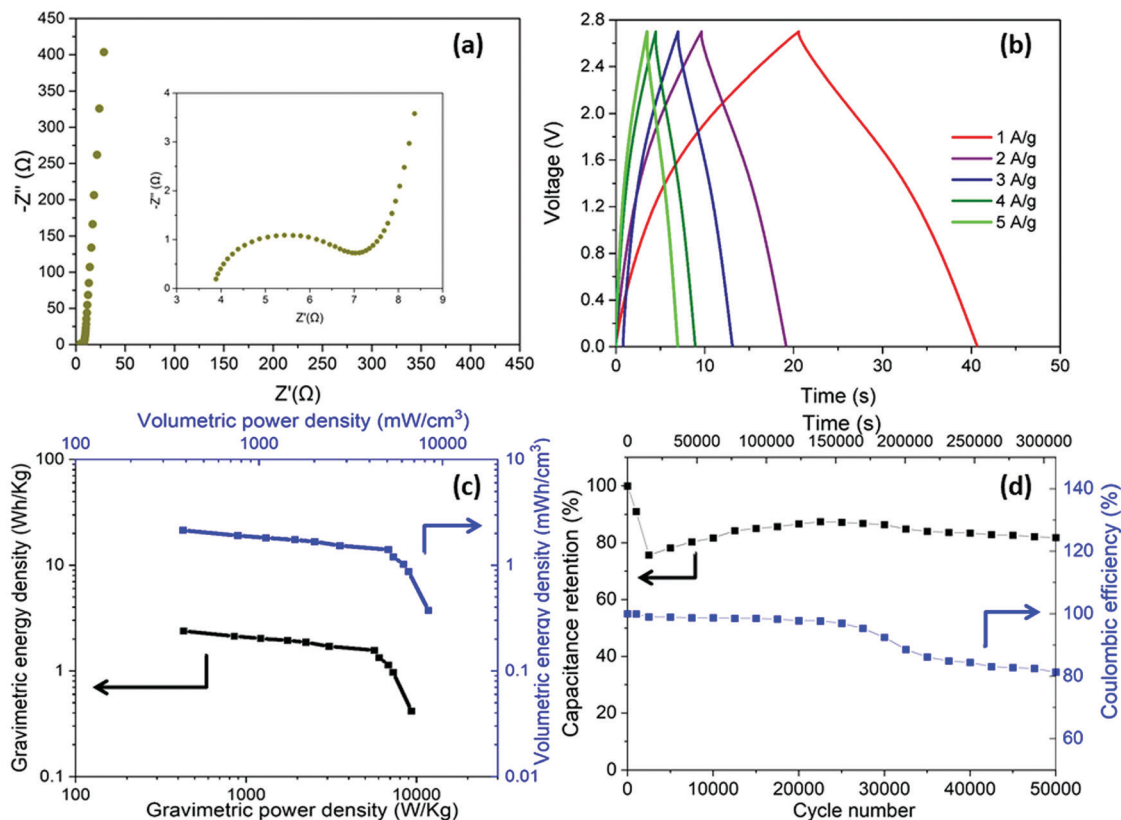 (a)
450
400
350
300
250
200
150
100
50
0
-Z'' (Ω)
0 50 100 150 200 250 300 350 400 450
Z'(Ω)
4
3
2
1
0
-Z'' (Ω)
3 4 5 6 7 8 9
Z'(Ω)
(b)
2.8
2.4
2.0
1.6
1.2
0.8
0.4
0.0
Voltage (V)
1 A/g
2 A/g
3 A/g
4 A/g
5 A/g
0 10 20 30 40 50
Time (s)
Volumetric power density (mW/cm³)
100 1000 10000
(c)
100
10
1
0.1
Gravimetric energy density (Wh/Kg)
10
1
0.1
0.01
Volumetric energy density (mWh/cm³)
100 1000 10000
Gravimetric power density (W/Kg)
Time (s)
0 50000 100000 150000 200000 250000 300000
(d)
100
80
60
40
20
0
Capacitance retention (%)
140
120
100
80
60
Coulombic efficiency (%)
0 10000 20000 30000 40000 50000
Cycle number